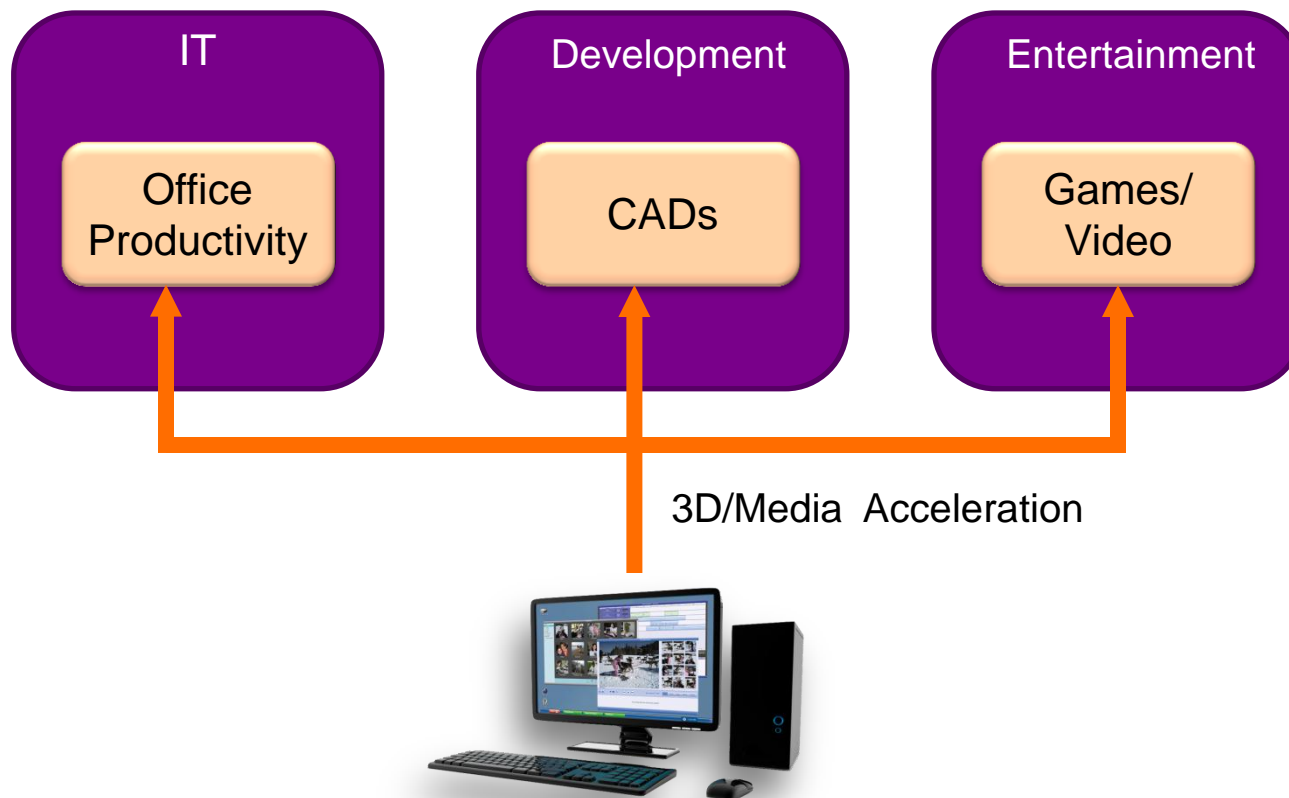 IT
Development
Entertainment
Office
Productivity
CADs
Games/
Video
3D/Media Acceleration